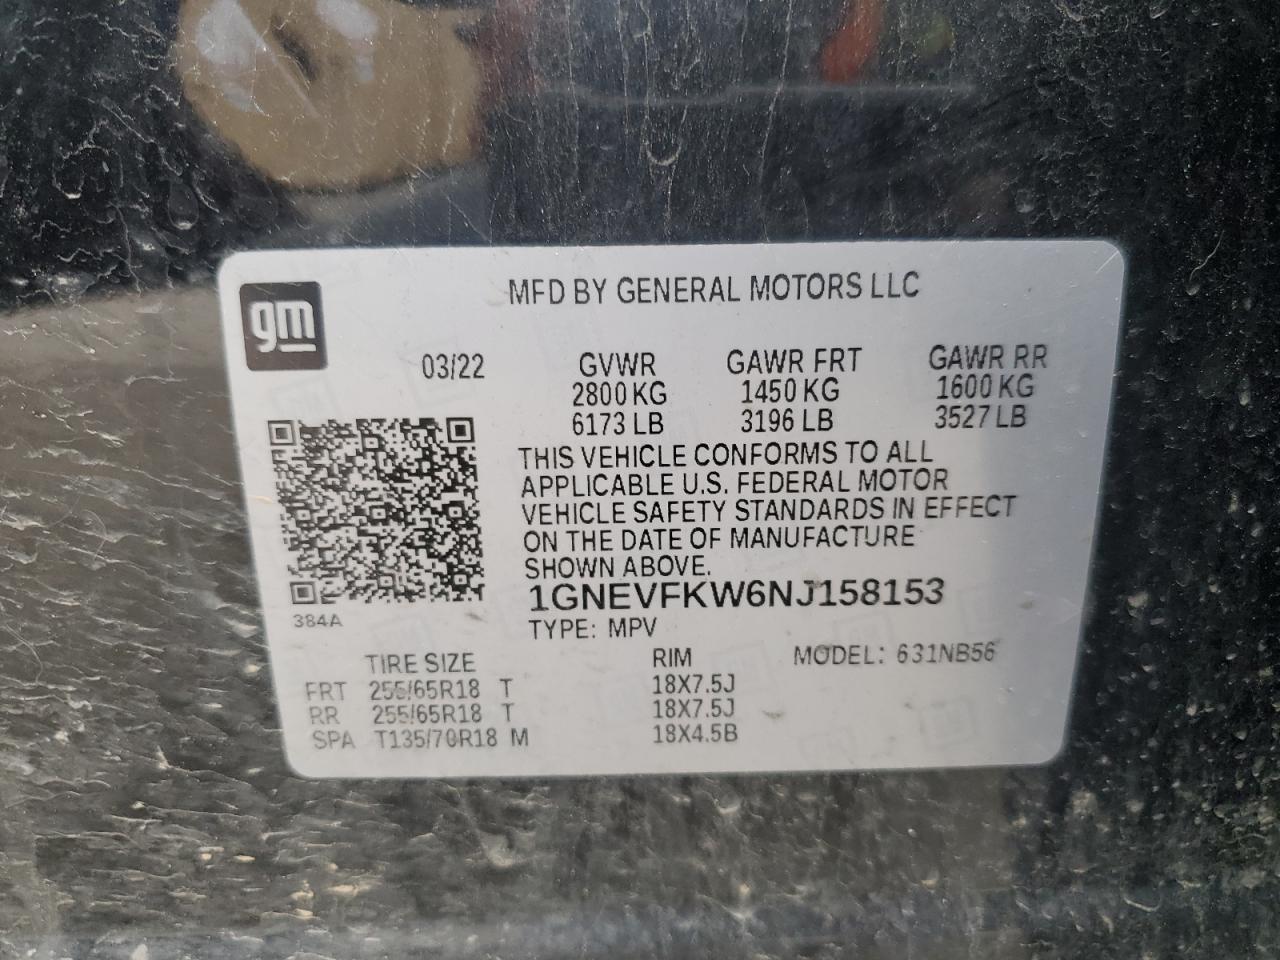 gm
MFD BY GENERAL MOTORS LLC
03/22 GVWR GAWR FRT GAWR RR
2800 KG 1450 KG 1600 KG
6173 LB 3196 LB 3527 LB
THIS VEHICLE CONFORMS TO ALL
APPLICABLE U.S. FEDERAL MOTOR
VEHICLE SAFETY STANDARDS IN EFFECT
ON THE DATE OF MANUFACTURE
SHOWN ABOVE.
1GNEVFKW6NJ158153
384A
TYPE: MPV
TIRE SIZE RIM MODEL: 631NB56
FRT 255/65R18 T 18X7.5J
RR 255/65R18 T 18X7.5J
SPA T135/70R18 M 18X4.5B